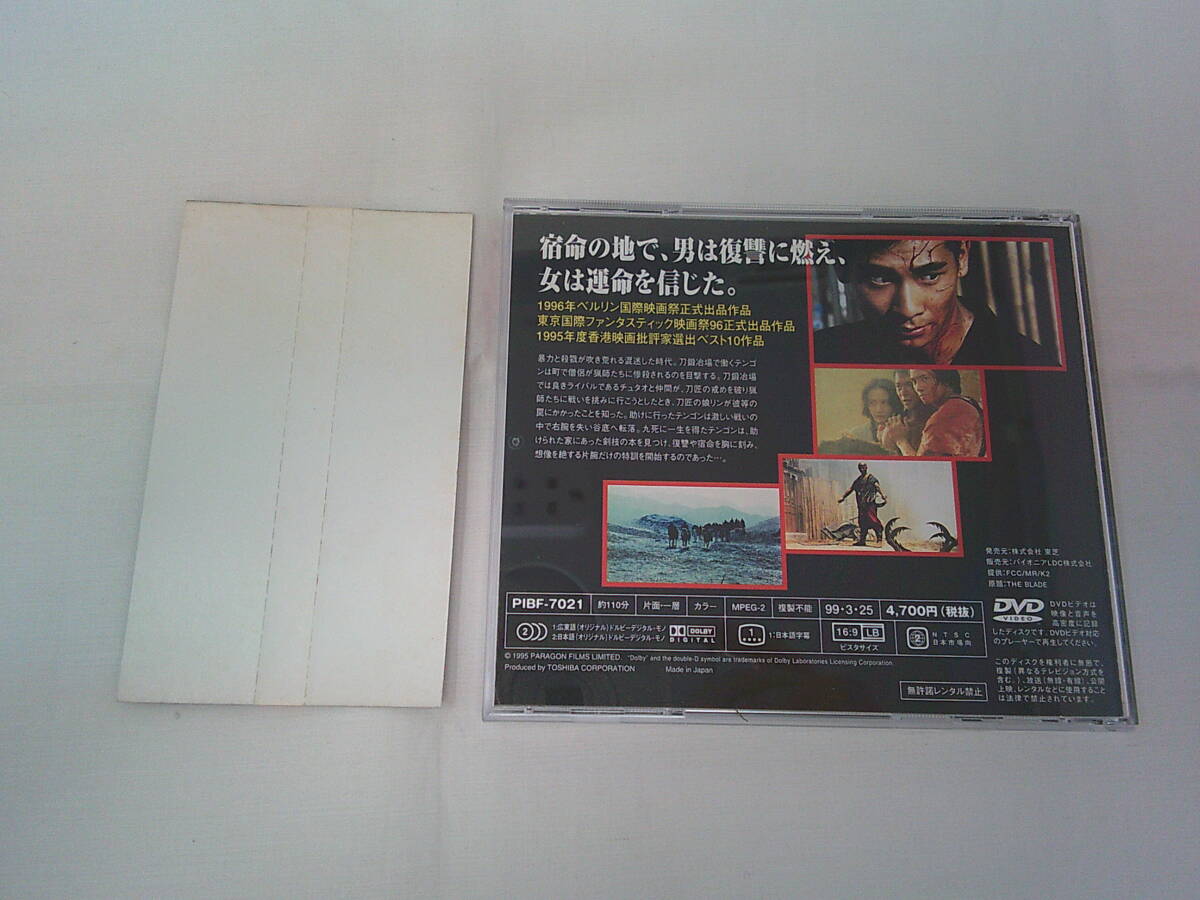 宿命の地で、男は復讐に燃え、
女は運命を信じた。
1996年ベルリン国際映画祭正式出品作品
東京国際ファンタスティック映画祭96正式出品作品
1995年度香港映画批評家選出ベスト10作品
暴力と殺戮が吹き荒れる混迷した時代。刀鍛冶場で働くテンゴ
ンは町で僧侶が猟師たちに惨殺されるのを目撃する。刀鍛冶場
では良きライバルであるチュタオと仲間が、刀匠の戒めを破り猟
師たちに戦いを挑みに行こうとしたとき、刀匠の娘リンが彼等の
罠にかかったことを知った。助けに行ったテンゴンは激しい戦いの
中で右腕を失い谷底へ転落。九死に一生を得たテンゴンは、助
けられた家にあった剣技の本を見つけ、復讐や宿命を胸に刻み、
想像を絶する片腕だけの特訓を開始するのであった…。
発売元:株式会社 東芝
販売元:パイオニアLDC株式会社
提供:FCC/MR/K2
原題:THE BLADE
PIBF-7021 約110分 片面・一層 カラー MPEG-2 複製不能 99・3・25 4,700円(税抜)
2 1:広東語(オリジナル)ドルビーデジタル・モノ
2:日本語(オリジナル)ドルビーデジタル・モノ
DOLBY DIGITAL
1 1:日本語字幕
16:9 LB
ビスタサイズ
2 NTSC
日本市場向
DVD VIDEO
DVDビデオは
映像と音声を
高密度に記録
したディスクです。DVDビデオ対応
のプレーヤーで再生してください。
© 1995 PARAGON FILMS LIMITED. "Dolby" and the double-D symbol are trademarks of Dolby Laboratories Licensing Corporation.
Produced by TOSHIBA CORPORATION Made in Japan
このディスクを権利者に無断で、
複製(異なるテレビジョン方式を
含む。)、放送(無線・有線)、公開
上映、レンタルなどに使用すること
は法律で禁止されています。
無許諾レンタル禁止